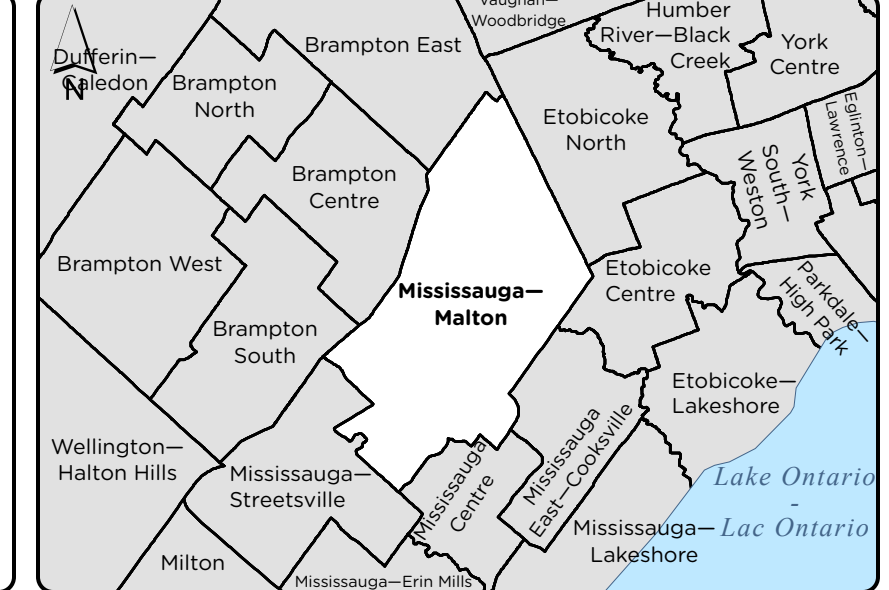 Vaughan—
Woodbridge
Humber
River—Black
Creek
York
Centre
Brampton East
Dufferin—
Caledon
N
Brampton
North
Etobicoke
North
Eglinton—
Lawrence
York
South—
Weston
Brampton
Centre
Brampton West
Etobicoke
Centre
Parkdale—
High Park
Mississauga—
Malton
Brampton
South
Etobicoke—
Lakeshore
Wellington—
Halton Hills
Mississauga—
Streetsville
Mississauga
Centre
Mississauga
East—Cooksville
Lake Ontario
-
Lac Ontario
Mississauga—
Lakeshore
Milton
Mississauga—Erin Mills